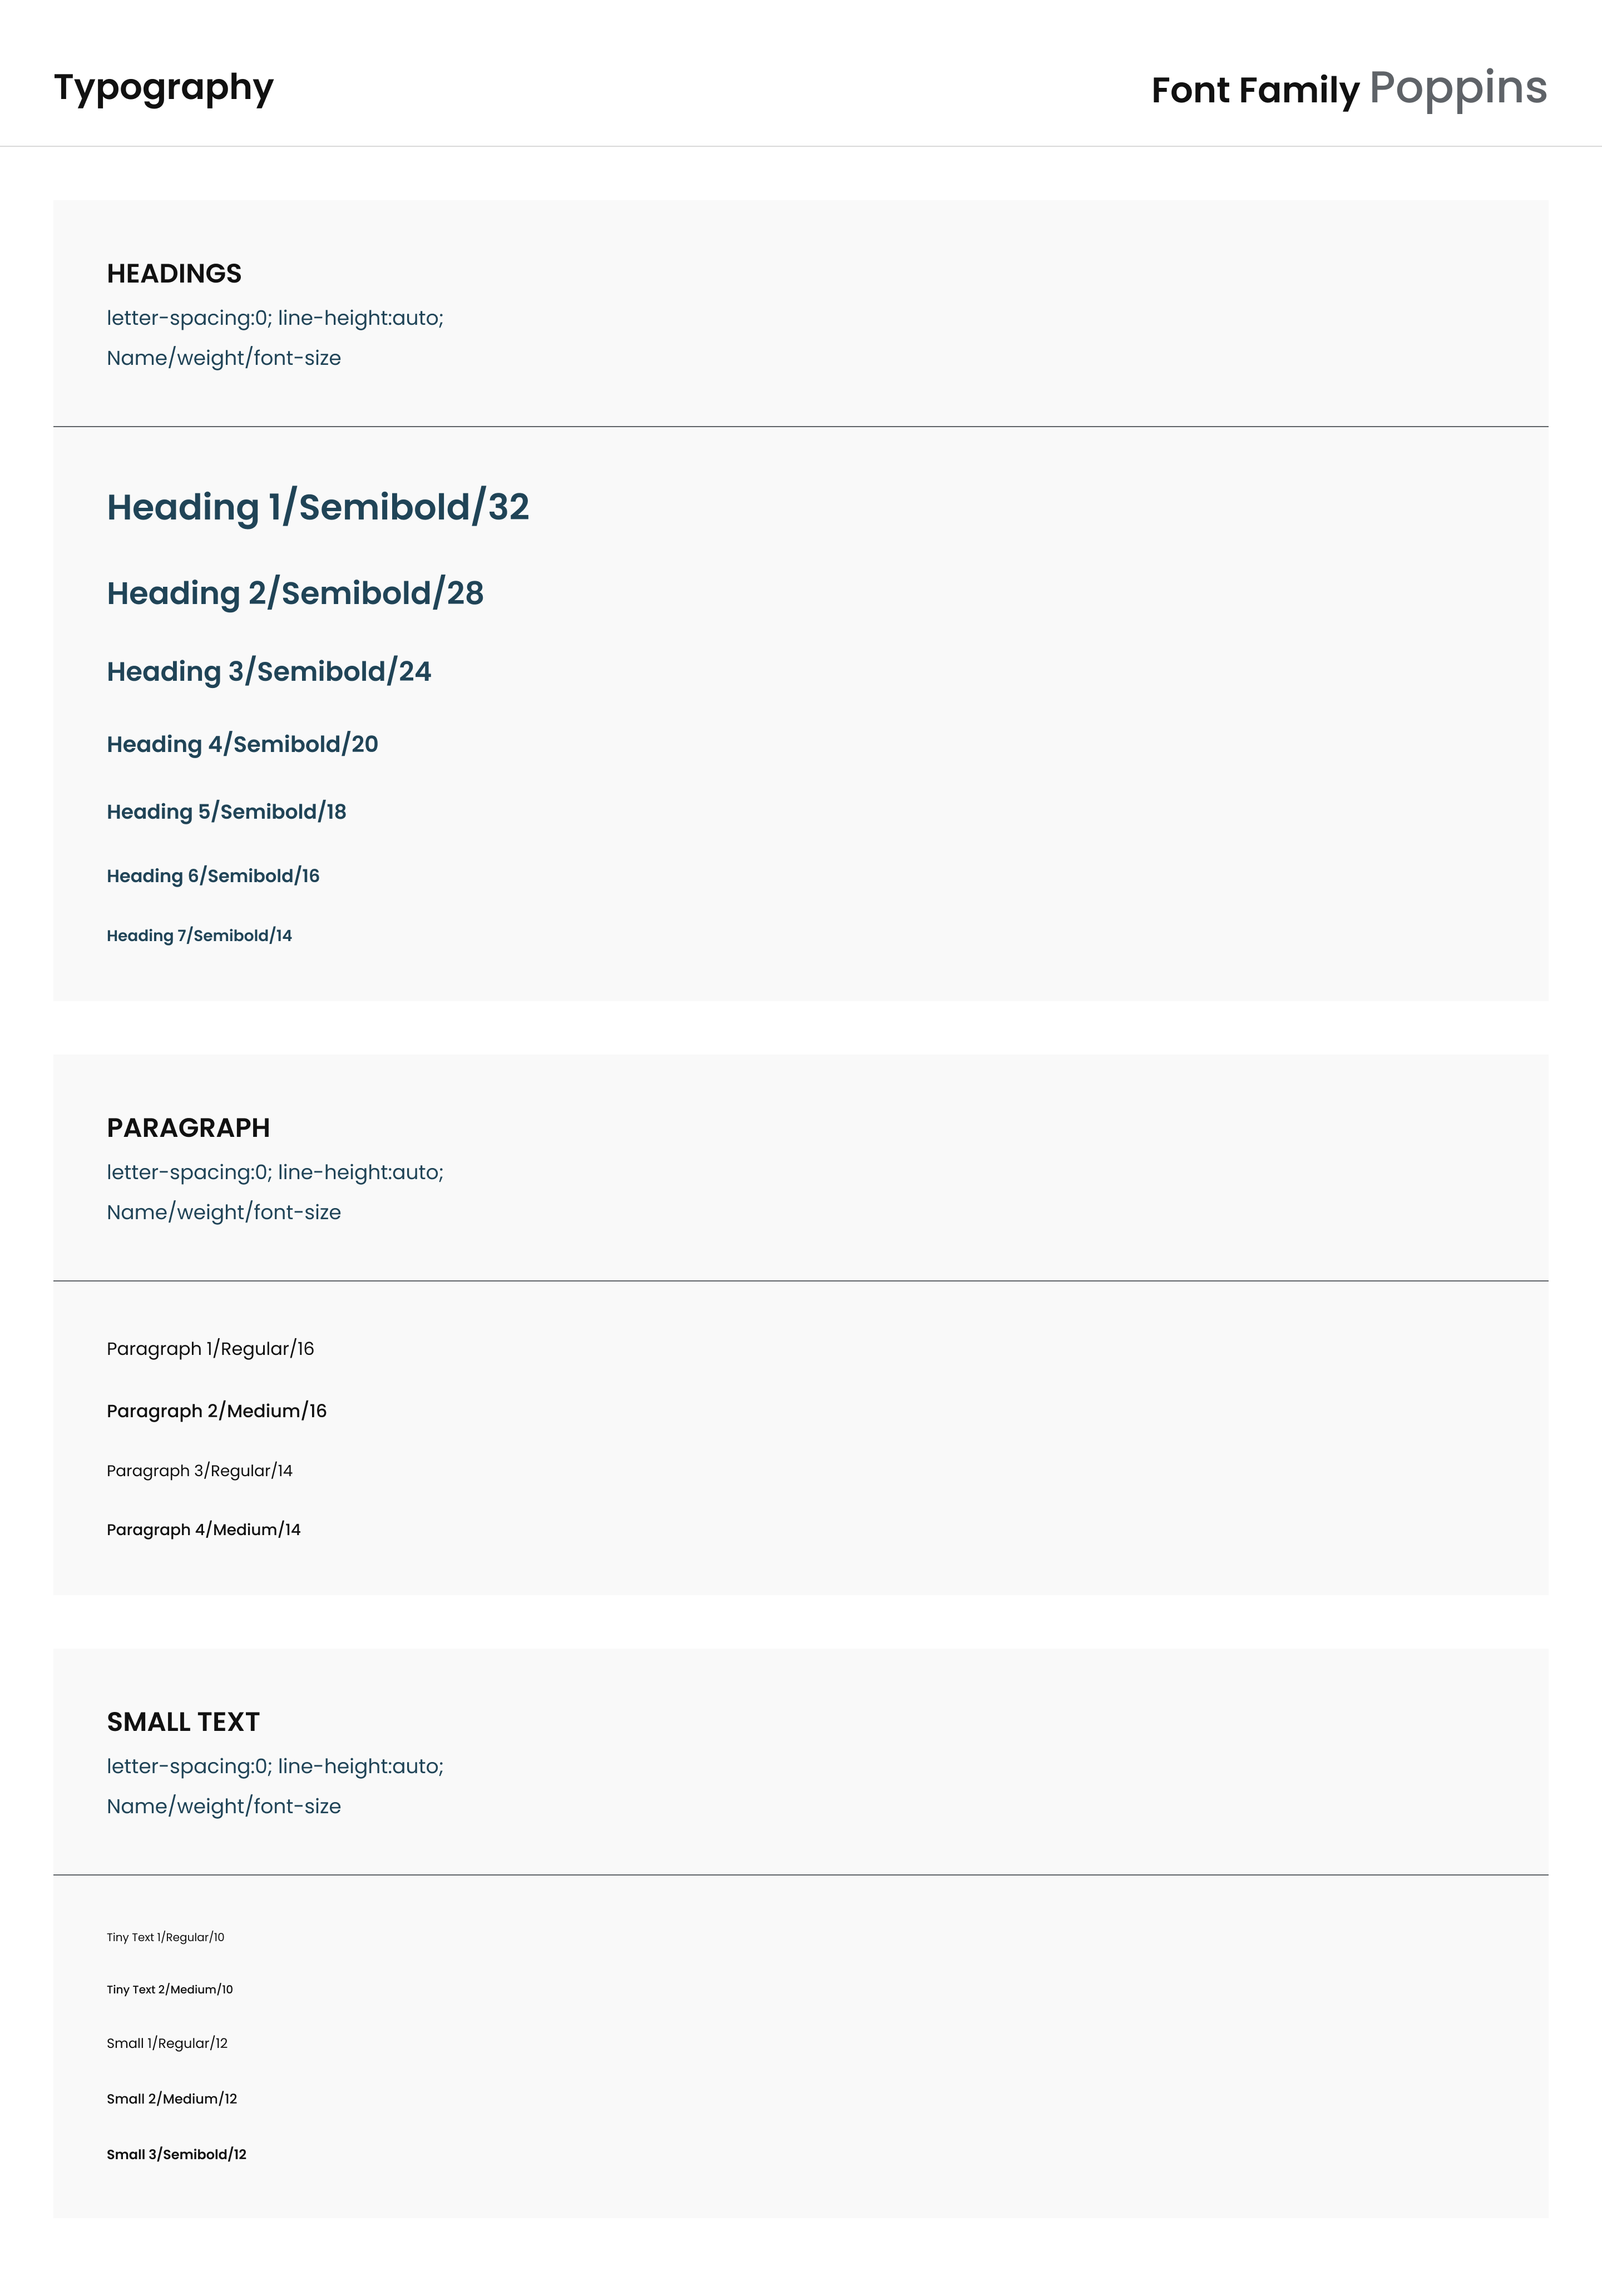 Typography
Font Family Poppins
HEADINGS
letter-spacing:0; line-height:auto;
Name/weight/font-size
Heading 1/Semibold/32
Heading 2/Semibold/28
Heading 3/Semibold/24
Heading 4/Semibold/20
Heading 5/Semibold/18
Heading 6/Semibold/16
Heading 7/Semibold/14
PARAGRAPH
letter-spacing:0; line-height:auto;
Name/weight/font-size
Paragraph 1/Regular/16
Paragraph 2/Medium/16
Paragraph 3/Regular/14
Paragraph 4/Medium/14
SMALL TEXT
letter-spacing:0; line-height:auto;
Name/weight/font-size
Tiny Text 1/Regular/10
Tiny Text 2/Medium/10
Small 1/Regular/12
Small 2/Medium/12
Small 3/Semibold/12